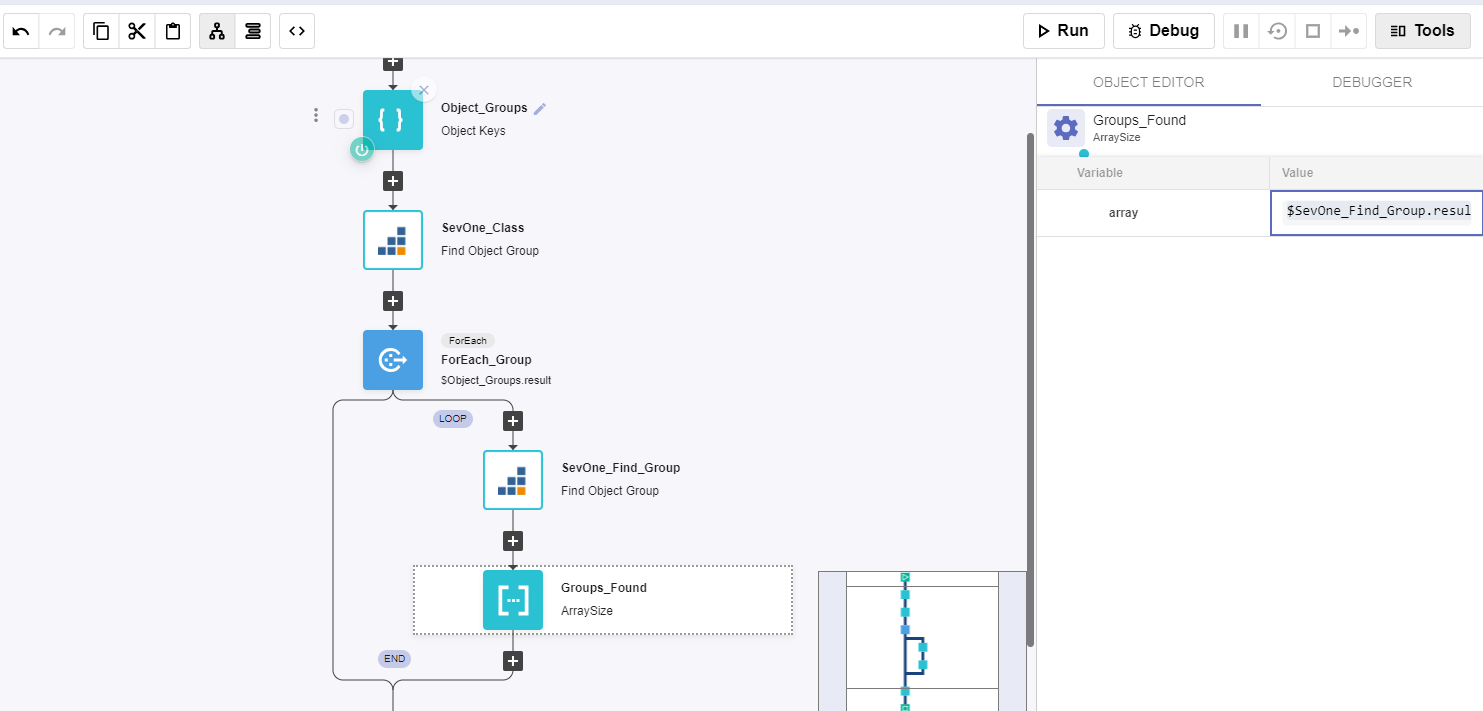 Run
Debug
Tools
OBJECT EDITOR
DEBUGGER
Groups_Found
ArraySize
Variable
Value
array
$SevOne_Find_Group.resul
Object_Groups
Object Keys
SevOne_Class
Find Object Group
ForEach
ForEach_Group
$Object_Groups.result
LOOP
SevOne_Find_Group
Find Object Group
Groups_Found
ArraySize
END